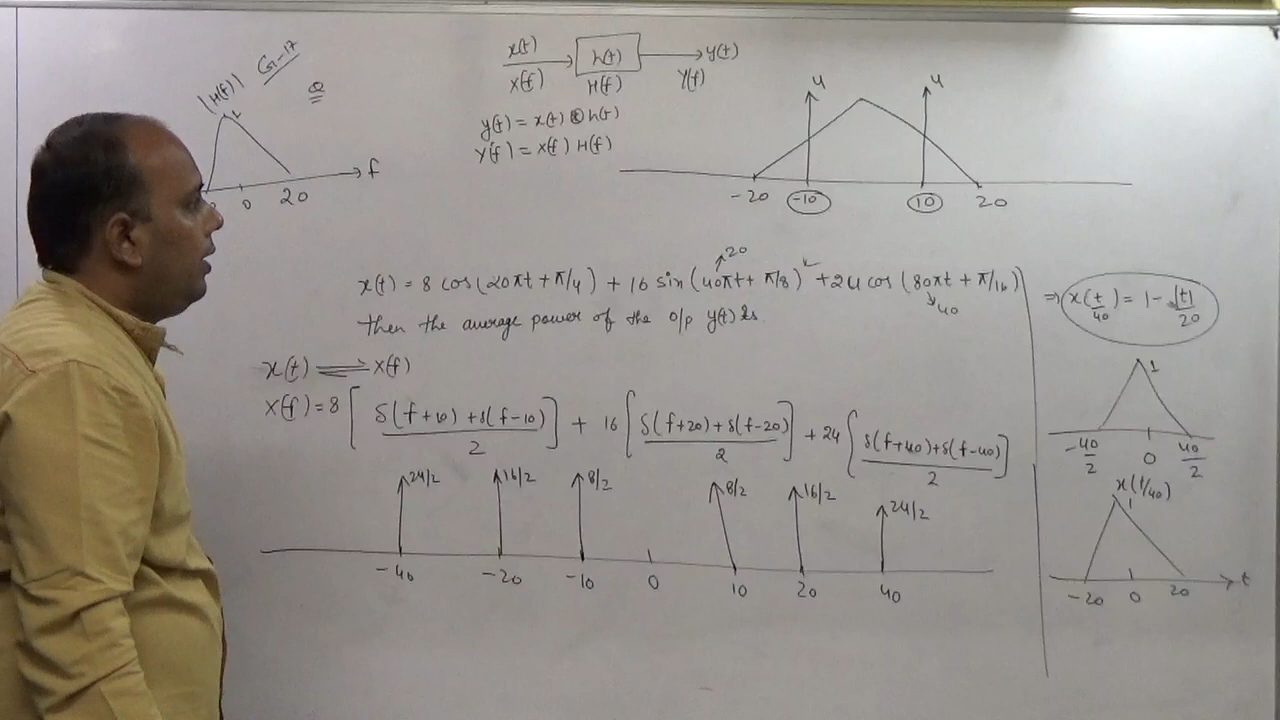 |H(f)| G-17
Q
f
0 20
x(t) h(t) y(t)
X(f) H(f) Y(f)
y(t) = x(t) ⊗ h(t)
Y(f) = X(f) H(f)
4 4
-20 -10 10 20
20
x(t) = 8 cos(20πt + π/4) + 16 sin(40πt + π/8) + 24 cos(80πt + π/16)
40
then the average power of the o/p y(t) is
x(t) ⇌ X(f)
X(f) = 8 [ δ(f+10) + δ(f-10) / 2 ] + 16 [ δ(f+20) + δ(f-20) / 2 ] + 24 [ δ(f+40) + δ(f-40) / 2 ]
24/2 16/2 8/2 8/2 16/2 24/2
-40 -20 -10 0 10 20 40
⇒ x(t/40) = 1 - |t|/20
1
-40/2 0 40/2
x(t/40)
1
-20 0 20 t